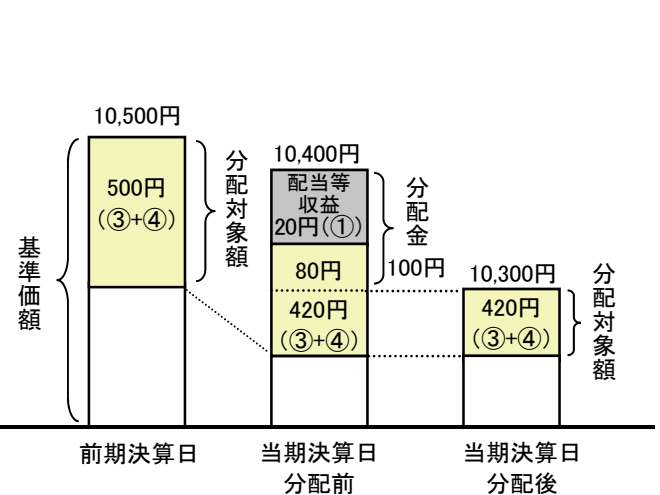 10,500円
500円
(③+④)
分配対象額
基準価額
10,400円
配当等
収益
20円(①)
80円
420円
(③+④)
分配金
100円
10,300円
420円
(③+④)
分配対象額
前期決算日
当期決算日
分配前
当期決算日
分配後